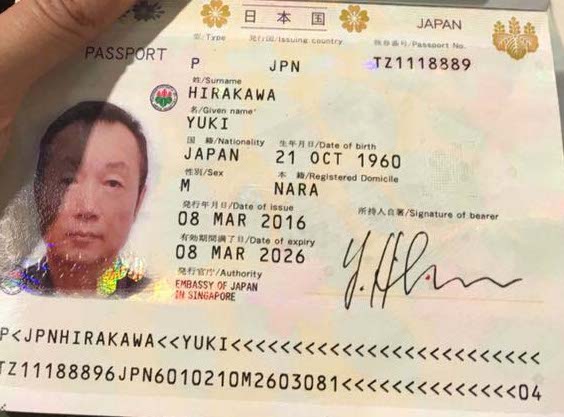 日本国 JAPAN
PASSPORT
型/Type 発行国/Issuing country 旅券番号/Passport No.
P JPN TZ1118889
姓/Surname
HIRAKAWA
名/Given name
YUKI
国籍/Nationality 生年月日/Date of birth
JAPAN 21 OCT 1960
性別/Sex 本籍/Registered Domicile
M NARA
発行年月日/Date of issue 所持人自署/Signature of bearer
08 MAR 2016
有効期間満了日/Date of expiry
08 MAR 2026
発行官庁/Authority
EMBASSY OF JAPAN
IN SINGAPORE
P<JPNHIRAKAWA<<YUKI<<<<<<<<<<<<<<<<<<<<<<<<<
TZ11188896JPN6010210M2603081<<<<<<<<<<<<<<04